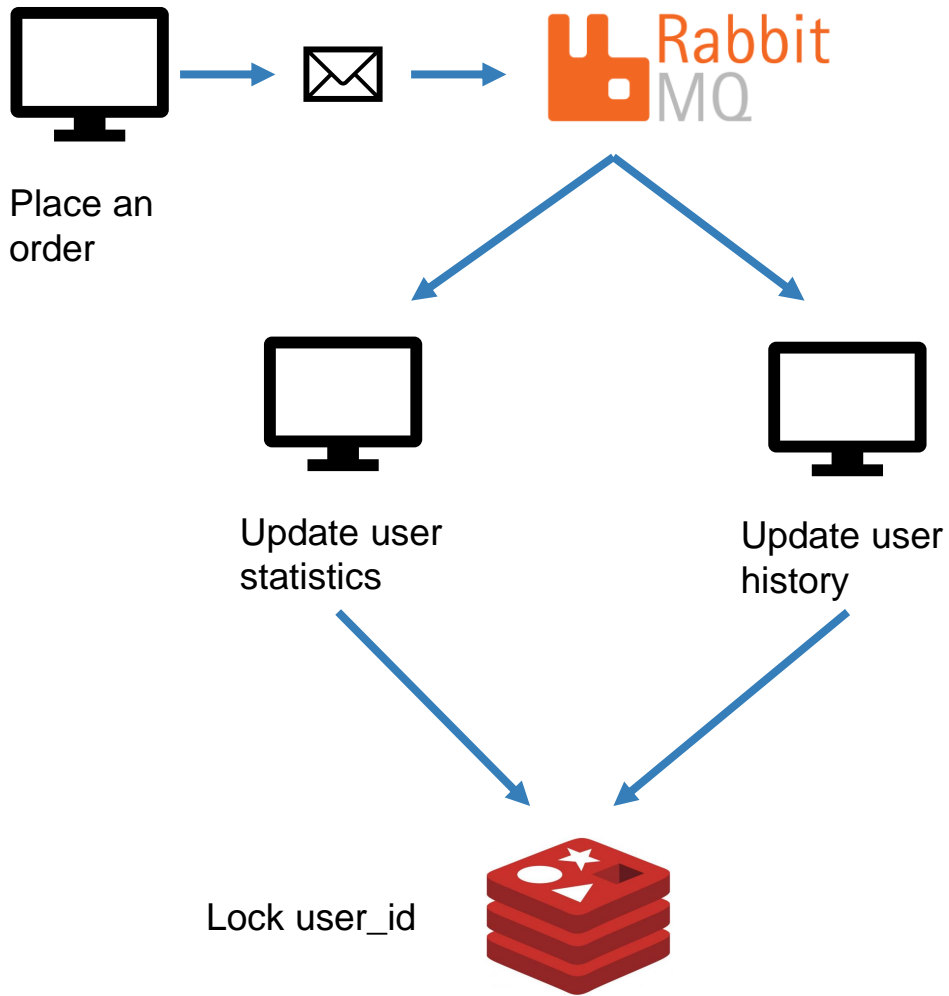 Rabbit
MQ
Place an
order
Update user
statistics
Update user
history
Lock user_id